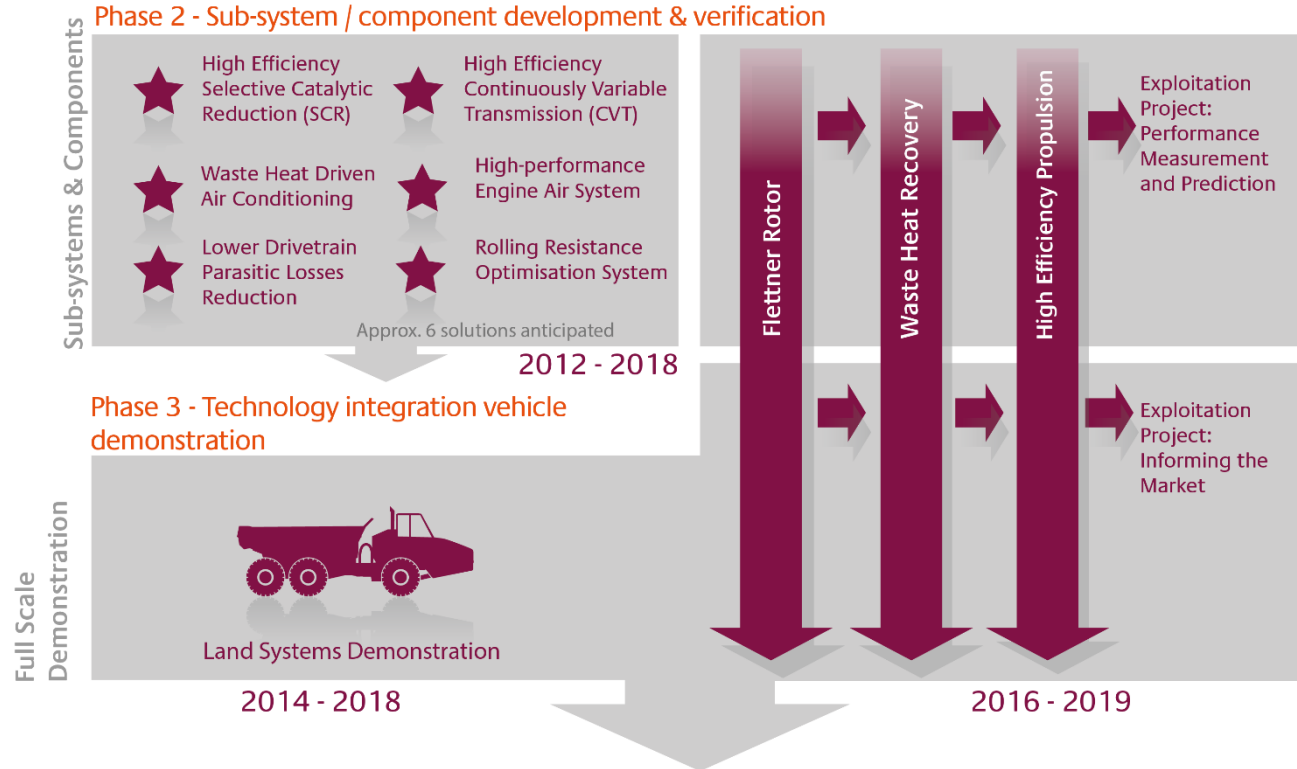 Phase 2 - Sub-system / component development & verification
Sub-systems & Components
High Efficiency
Selective Catalytic
Reduction (SCR)
High Efficiency
Continuously Variable
Transmission (CVT)
Waste Heat Driven
Air Conditioning
High-performance
Engine Air System
Lower Drivetrain
Parasitic Losses
Reduction
Rolling Resistance
Optimisation System
Approx. 6 solutions anticipated
2012 - 2018
Flettner Rotor
Waste Heat Recovery
High Efficiency Propulsion
Exploitation
Project:
Performance
Measurement
and Prediction
Phase 3 - Technology integration vehicle
demonstration
Full Scale
Demonstration
Land Systems Demonstration
2014 - 2018
Exploitation
Project:
Informing the
Market
2016 - 2019